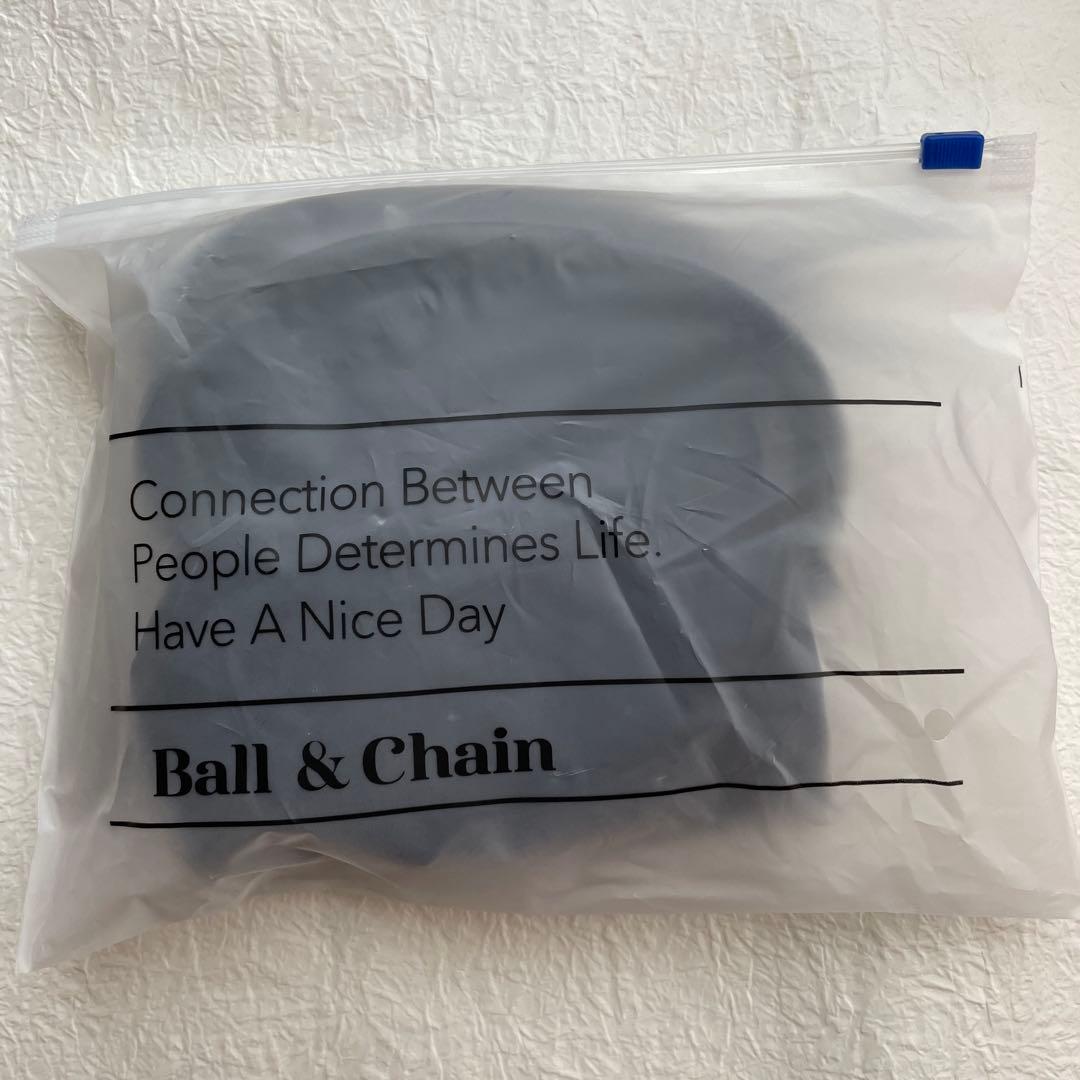 Connection Between
People Determines Life.
Have A Nice Day
Ball & Chain